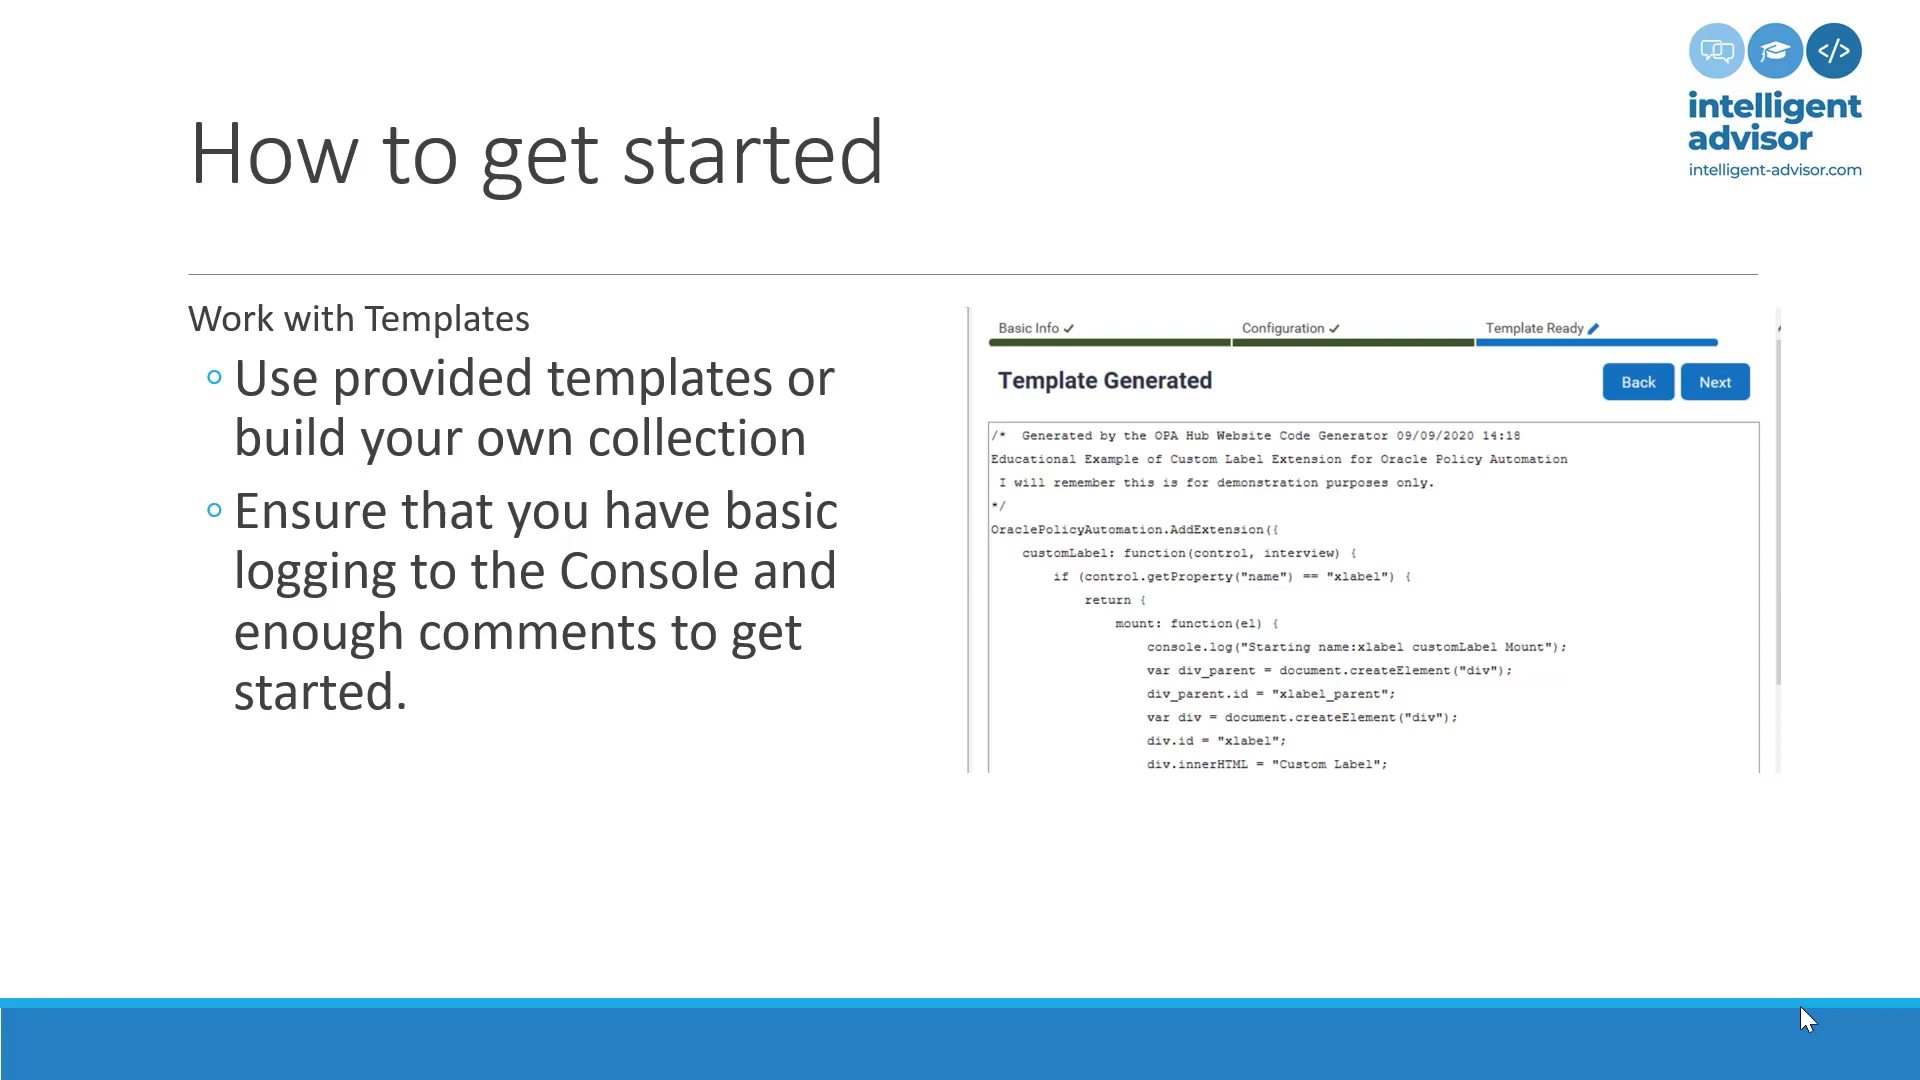 intelligent
advisor
intelligent-advisor.com
How to get started
Work with Templates
Use provided templates or
build your own collection
Ensure that you have basic
logging to the Console and
enough comments to get
started.
Basic Info
Configuration
Template Ready
Template Generated
Back
Next
/*  Generated by the OPA Hub Website Code Generator 09/09/2020 14:18
Educational Example of Custom Label Extension for Oracle Policy Automation
I will remember this is for demonstration purposes only.
*/
OraclePolicyAutomation.AddExtension({
customLabel: function(control, interview) {
if (control.getProperty("name") == "xlabel") {
return {
mount: function(el) {
console.log("Starting name:xlabel customLabel Mount");
var div_parent = document.createElement("div");
div_parent.id = "xlabel_parent";
var div = document.createElement("div");
div.id = "xlabel";
div.innerHTML = "Custom Label";